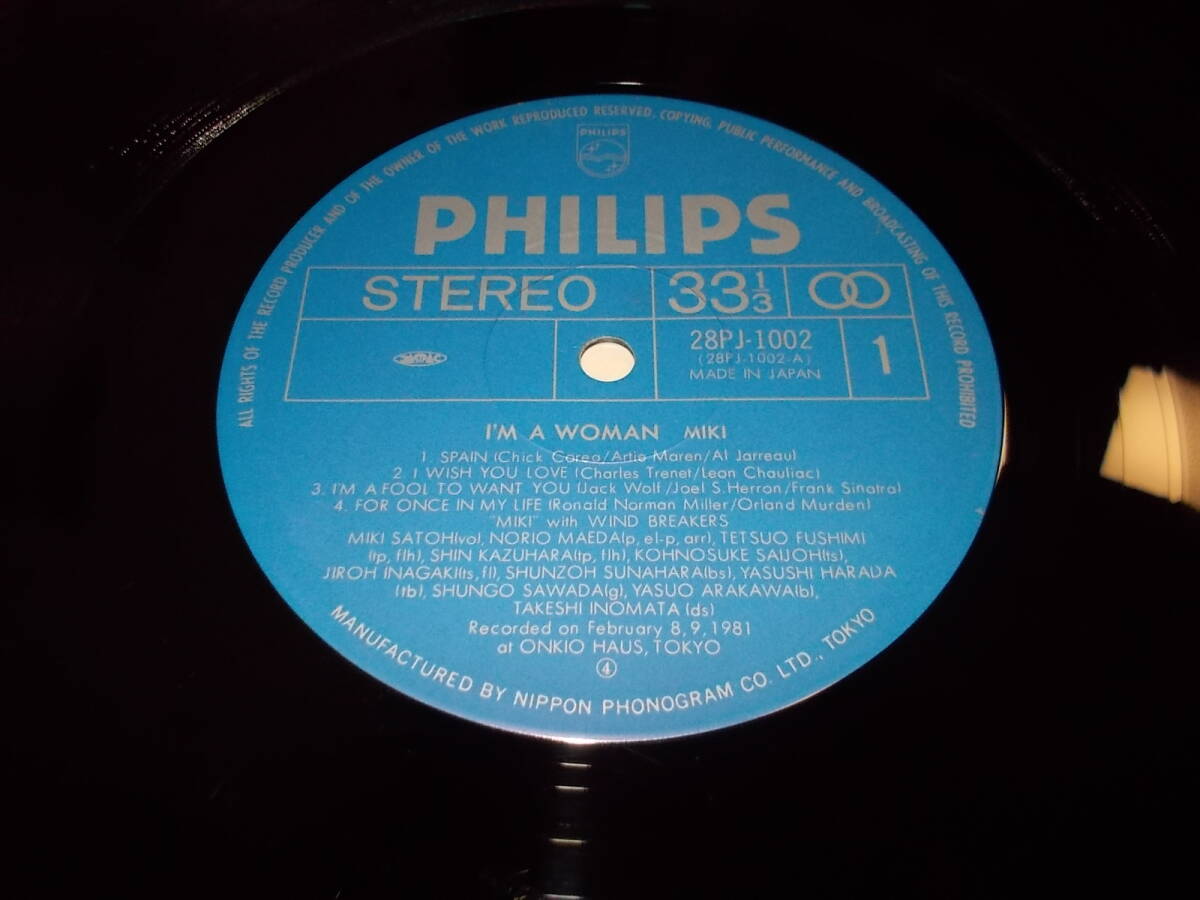 ALL RIGHTS OF THE RECORD PRODUCER AND OF THE OWNER OF THE WORK REPRODUCED RESERVED. COPYING, PUBLIC PERFORMANCE AND BROADCASTING OF THIS RECORD PROHIBITED
PHILIPS
PHILIPS
STEREO 33 1/3
28PJ-1002
(28PJ-1002-A)
MADE IN JAPAN
1
I'M A WOMAN MIKI
1. SPAIN (Chick Corea/Artie Maren/Al Jarreau)
2. I WISH YOU LOVE (Charles Trenet/Leon Chauliac)
3. I'M A FOOL TO WANT YOU (Jack Wolf/Joel S. Herron/Frank Sinatra)
4. FOR ONCE IN MY LIFE (Ronald Norman Miller/Orland Murden)
"MIKI" with WIND BREAKERS
MIKI SATOH(vo), NORIO MAEDA(p, el-p, arr), TETSUO FUSHIMI
(tp, flh), SHIN KAZUHARA(tp, flh), KOHNOSUKE SAIJOH(ts),
JIROH INAGAKI(ts, fl), SHUNZOH SUNAHARA(bs), YASUSHI HARADA
(tb), SHUNGO SAWADA(g), YASUO ARAKAWA(b),
TAKESHI INOMATA (ds)
Recorded on February 8, 9, 1981
at ONKIO HAUS, TOKYO
④
MANUFACTURED BY NIPPON PHONOGRAM CO. LTD., TOKYO